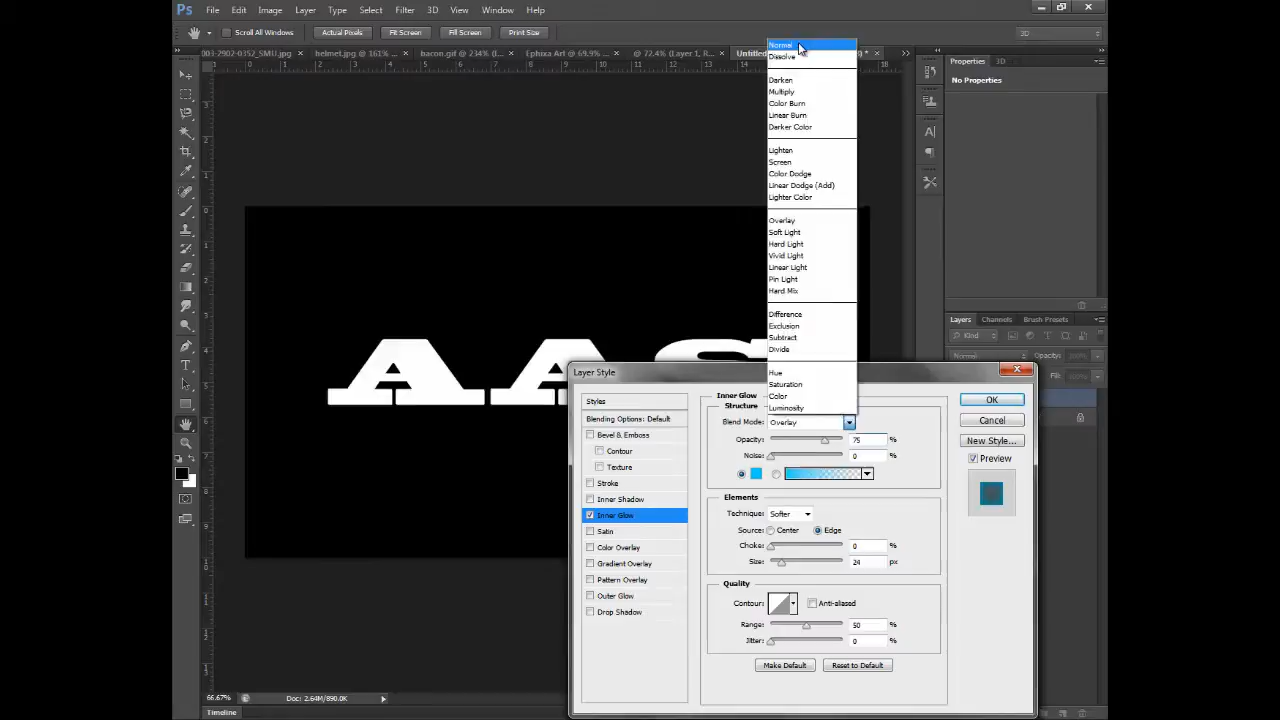 Ps File Edit Image Layer Type Select Filter 3D View Window Help
Scroll All Windows Actual Pixels Fit Screen Fill Screen Print Size 3D
003-2902-0352_SMU.jpg helmet.jpg @ 161% bacon.gif @ 234% (I... Ephixa Art @ 69.9% ... @ 72.4% (Layer 1, R... Untitled
Properties 3D
No Properties
Normal
Dissolve
Darken
Multiply
Color Burn
Linear Burn
Darker Color
Lighten
Screen
Color Dodge
Linear Dodge (Add)
Lighter Color
Overlay
Soft Light
Hard Light
Vivid Light
Linear Light
Pin Light
Hard Mix
Difference
Exclusion
Subtract
Divide
Hue
Saturation
Color
Luminosity
Layers Channels Brush Presets
Kind
Normal Opacity: 100%
Fill: 100%
AAS
Layer Style
Styles
Blending Options: Default
Bevel & Emboss
Contour
Texture
Stroke
Inner Shadow
Inner Glow
Satin
Color Overlay
Gradient Overlay
Pattern Overlay
Outer Glow
Drop Shadow
Inner Glow
Structure
Blend Mode: Overlay
Opacity: 75 %
Noise: 0 %
Elements
Technique: Softer
Source: Center Edge
Choke: 0 %
Size: 24 px
Quality
Contour: Anti-aliased
Range: 50 %
Jitter: 0 %
Make Default Reset to Default
OK
Cancel
New Style...
Preview
66.67% Doc: 2.64M/890.0K
Timeline